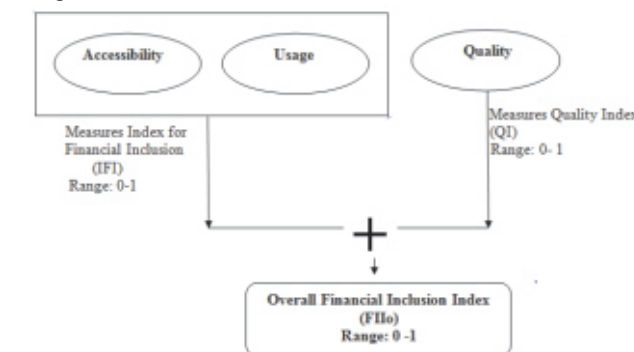 Accessibility
Usage
Quality
Measures Index for
Financial Inclusion
(IFI)
Range: 0-1
Measures Quality Index
(QI)
Range: 0- 1
+
Overall Financial Inclusion Index
(FIIo)
Range: 0 -1